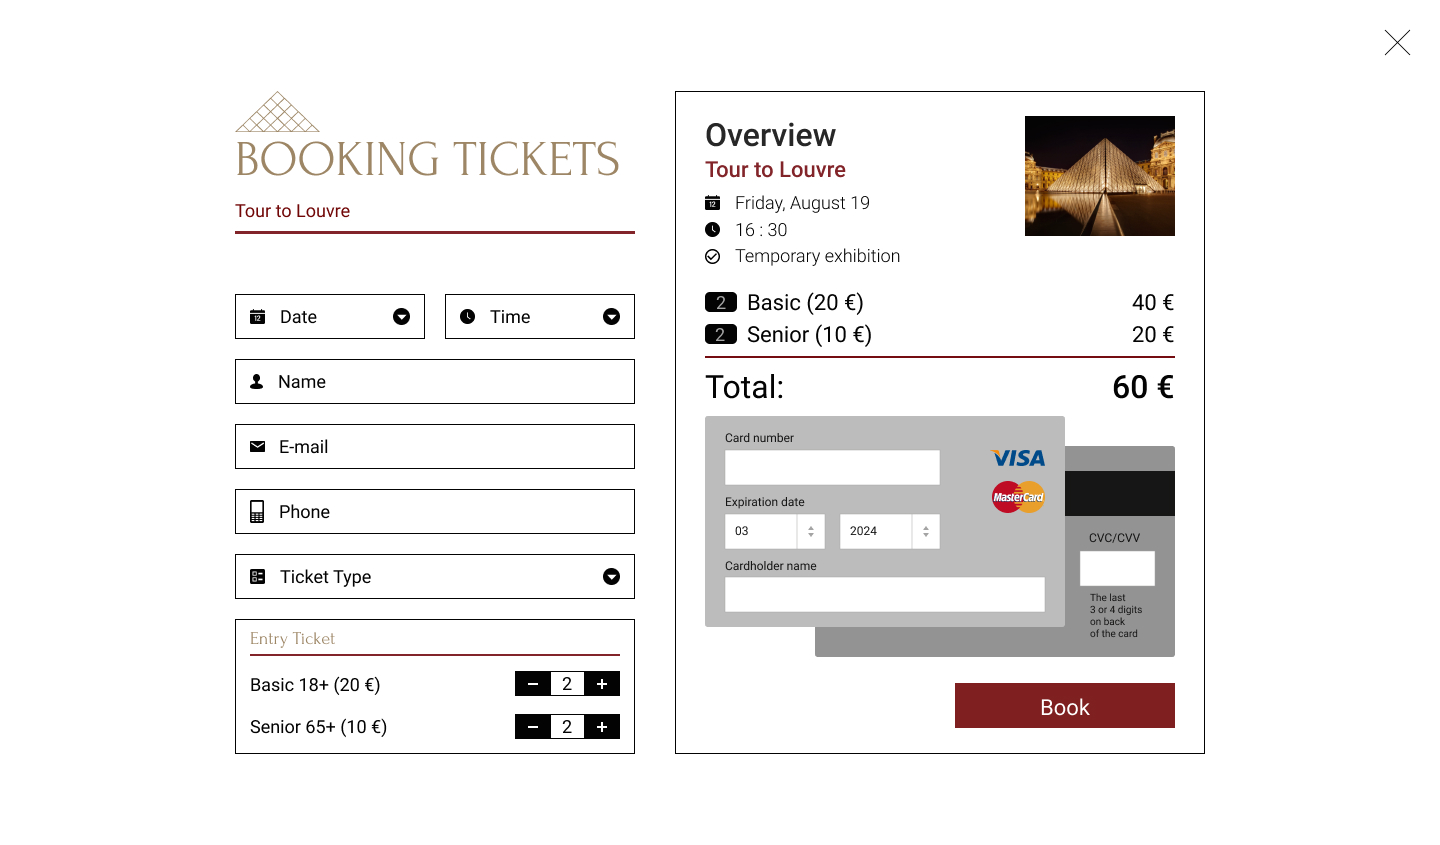 BOOKING TICKETS
Tour to Louvre
12 Date
Time
Name
E-mail
Phone
Ticket Type
Entry Ticket
Basic 18+ (20 €) − 2 +
Senior 65+ (10 €) − 2 +
Overview
Tour to Louvre
12 Friday, August 19
16 : 30
Temporary exhibition
2 Basic (20 €) 40 €
2 Senior (10 €) 20 €
Total: 60 €
Card number
VISA
MasterCard
Expiration date
03 2024
Cardholder name
CVC/CVV
The last
3 or 4 digits
on back
of the card
Book